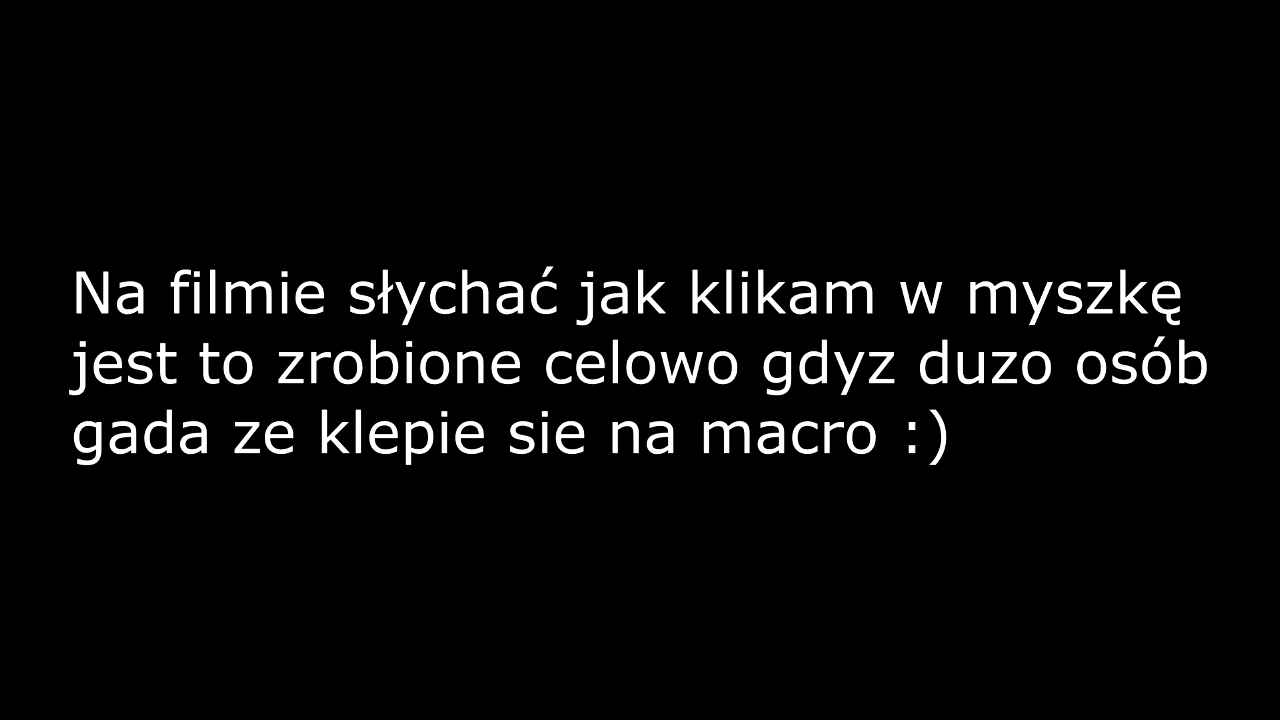 Na filmie słychać jak klikam w myszkę
jest to zrobione celowo gdyz duzo osób
gada ze klepie sie na macro :)